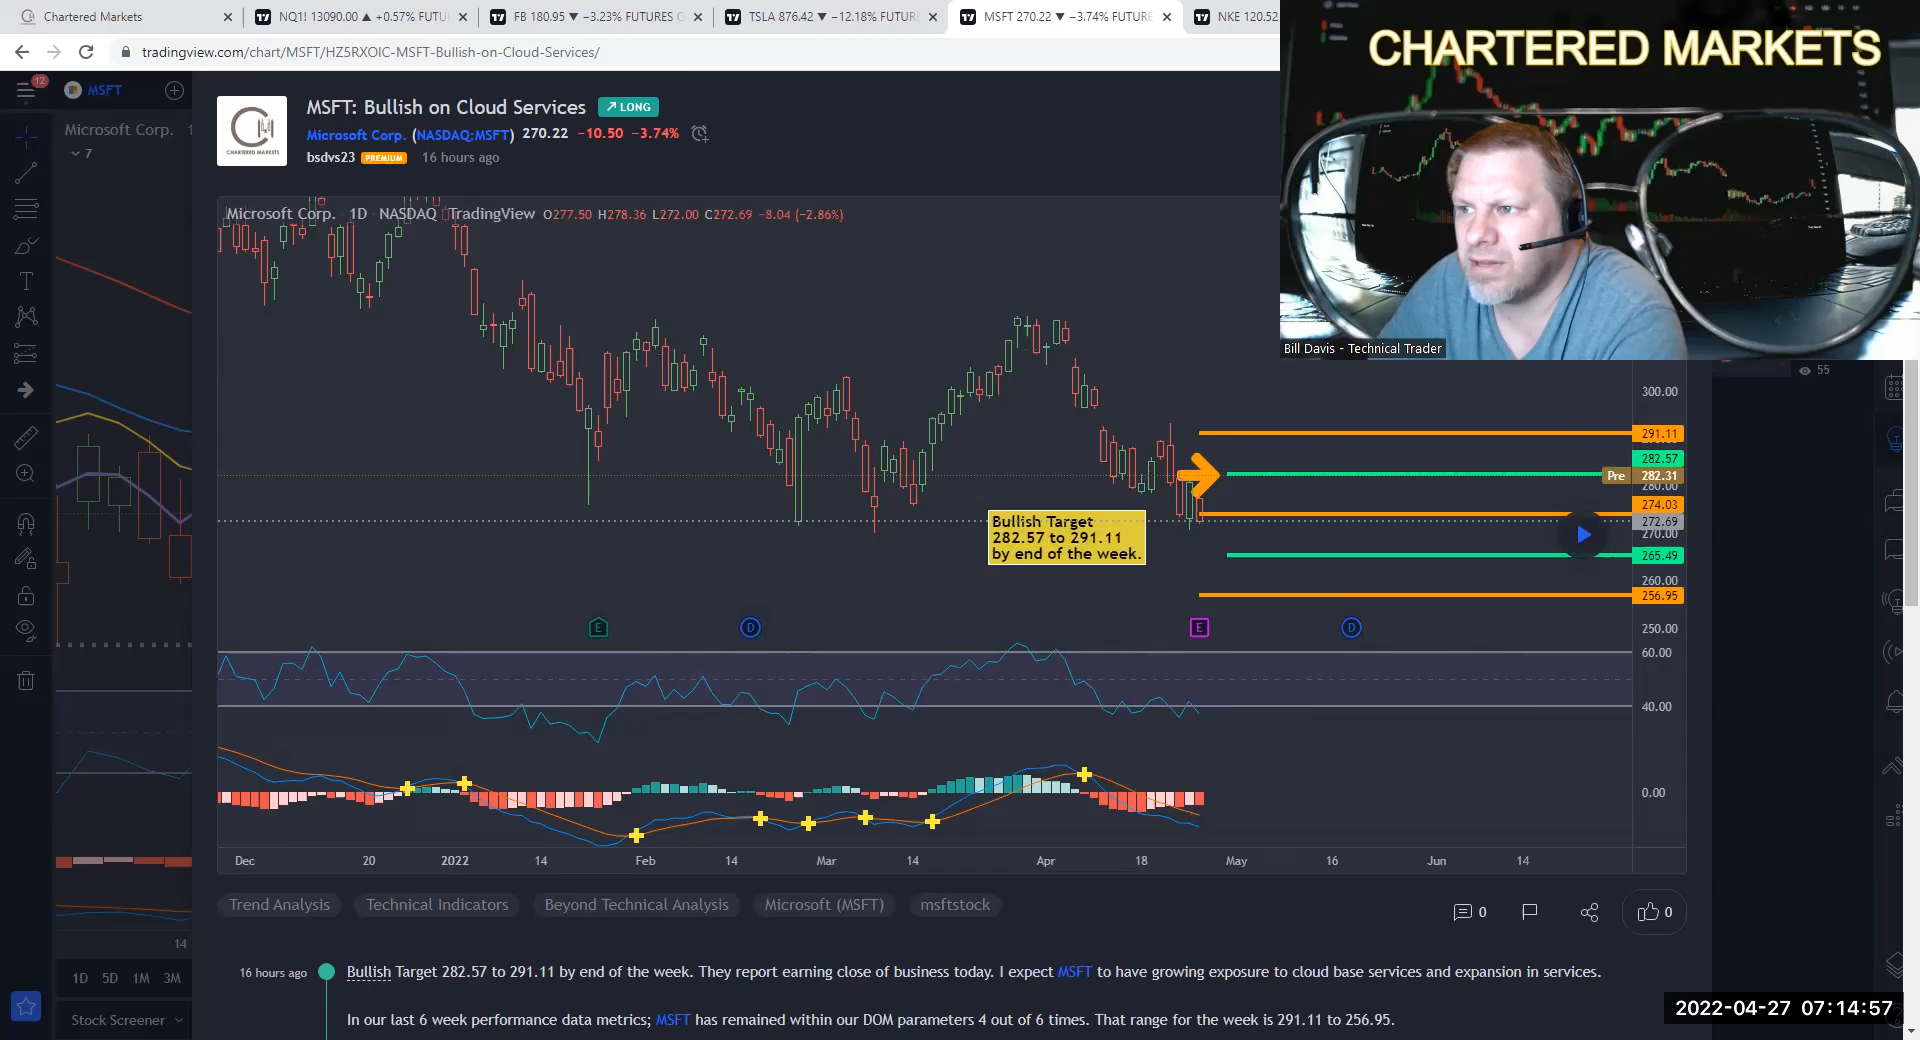 Chartered Markets
NQ1! 13090.00 ▲ +0.57% FUTU
FB 180.95 ▼ −3.23% FUTURES C
TSLA 876.42 ▼ −12.18% FUTUR
MSFT 270.22 ▼ −3.74% FUTURE
NKE 120.52
tradingview.com/chart/MSFT/HZ5RXOIC-MSFT-Bullish-on-Cloud-Services/
CHARTERED MARKETS
12
MSFT
Microsoft Corp. 1
7
CHARTERED MARKETS
MSFT: Bullish on Cloud Services
LONG
Microsoft Corp. (NASDAQ:MSFT) 270.22 −10.50 −3.74%
bsdvs23 PREMIUM 16 hours ago
Microsoft Corp. 1D NASDAQ TradingView O277.50 H278.36 L272.00 C272.69 −8.04 (−2.86%)
Bill Davis - Technical Trader
55
300.00
291.11
282.57
Pre 282.31
280.00
274.03
272.69
270.00
265.49
260.00
256.95
250.00
Bullish Target
282.57 to 291.11
by end of the week.
E
D
E
D
60.00
40.00
0.00
Dec 20 2022 14 Feb 14 Mar 14 Apr 18 May 16 Jun 14
Trend Analysis
Technical Indicators
Beyond Technical Analysis
Microsoft (MSFT)
msftstock
0
0
14
1D 5D 1M 3M
Stock Screener
16 hours ago
Bullish Target 282.57 to 291.11 by end of the week. They report earning close of business today. I expect MSFT to have growing exposure to cloud base services and expansion in services.
In our last 6 week performance data metrics; MSFT has remained within our DOM parameters 4 out of 6 times. That range for the week is 291.11 to 256.95.
2022-04-27 07:14:57